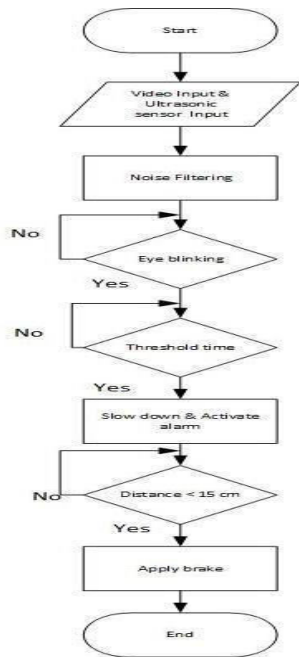 Start
Video Input &
Ultrasonic
sensor Input
Noise Filtering
No
Eye blinking
Yes
No
Threshold time
Yes
Slow down & Activate
alarm
No
Distance < 15 cm
Yes
Apply brake
End